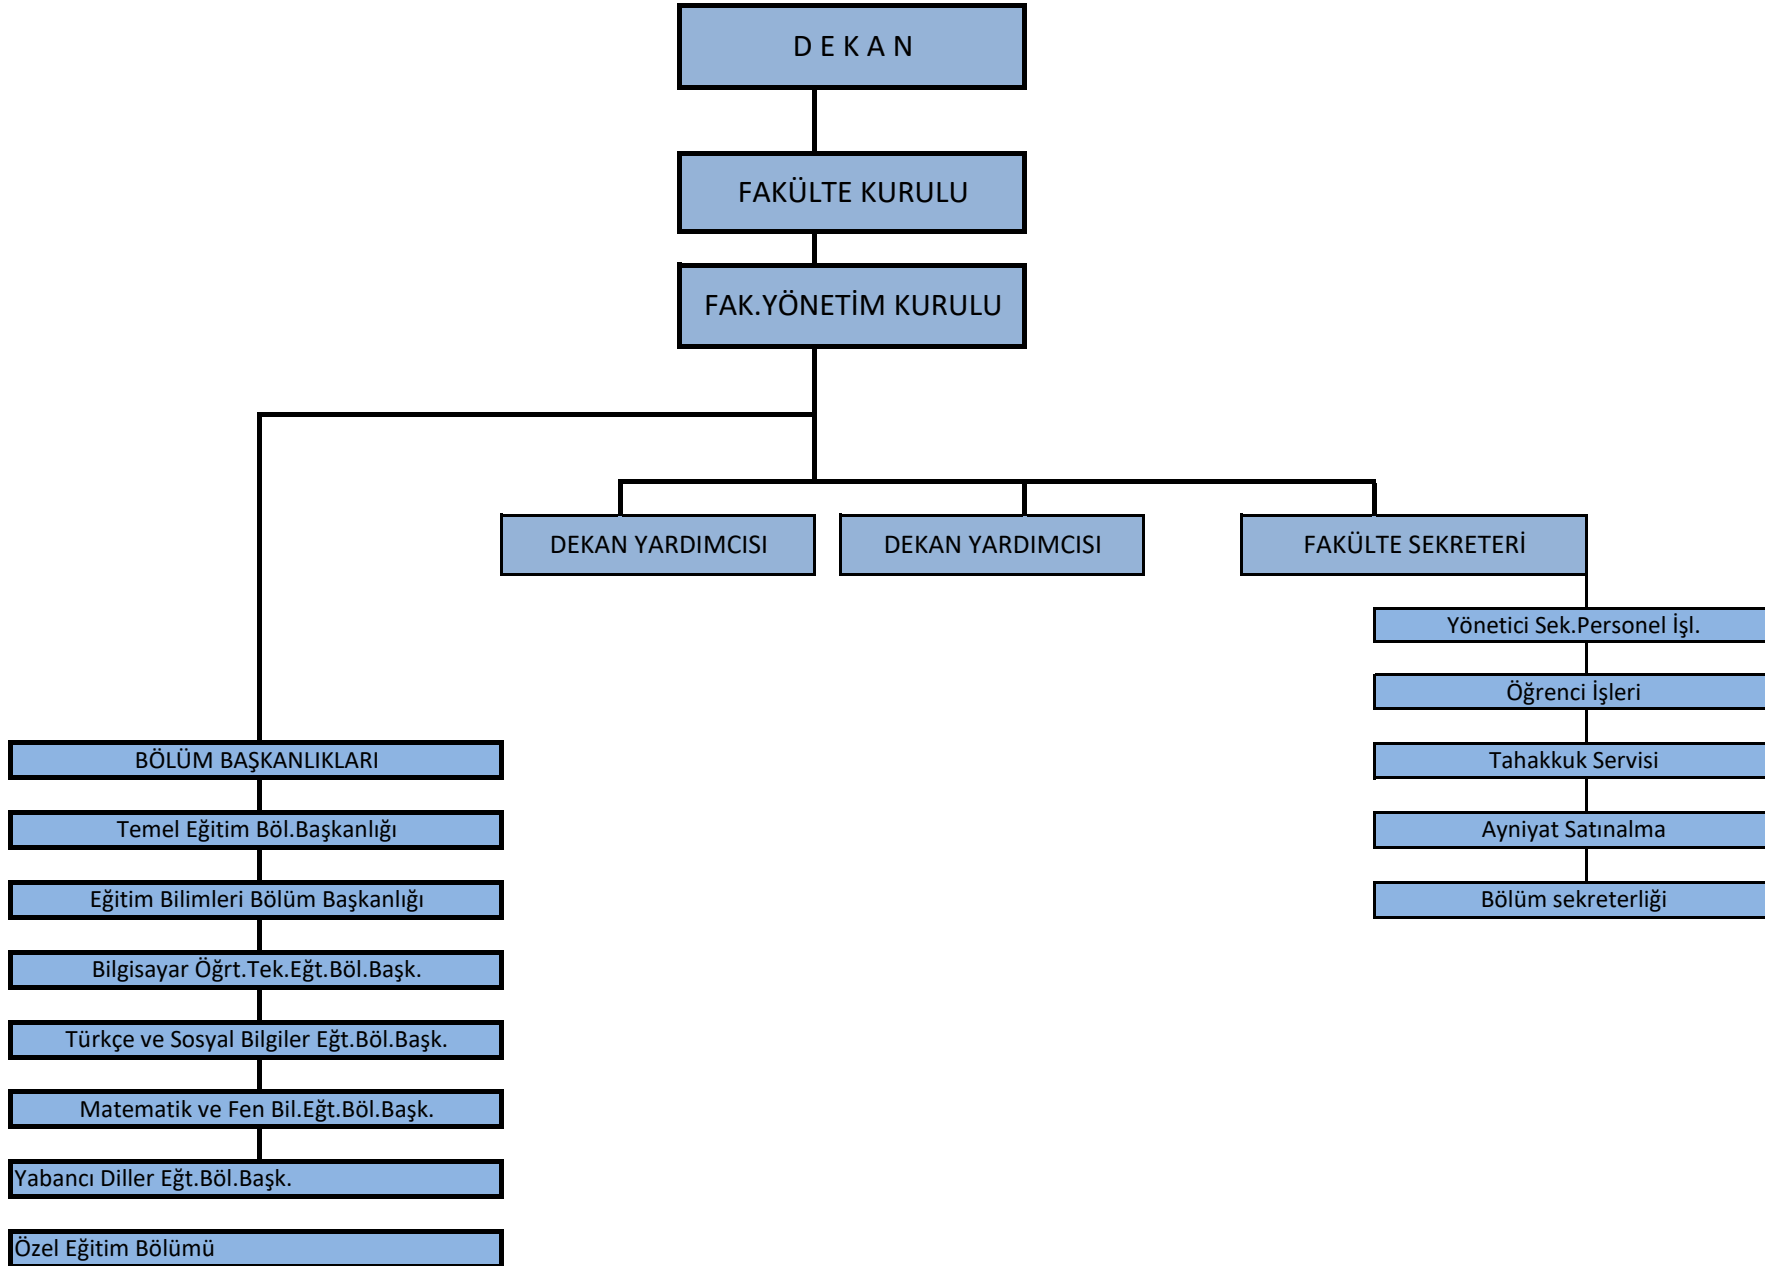 D E K A N
FAKÜLTE KURULU
FAK.YÖNETİM KURULU
DEKAN YARDIMCISI
DEKAN YARDIMCISI
FAKÜLTE SEKRETERİ
Yönetici Sek.Personel İşl.
Öğrenci İşleri
Tahakkuk Servisi
Ayniyat Satınalma
Bölüm sekreterliği
BÖLÜM BAŞKANLIKLARI
Temel Eğitim Böl.Başkanlığı
Eğitim Bilimleri Bölüm Başkanlığı
Bilgisayar Öğrt.Tek.Eğt.Böl.Başk.
Türkçe ve Sosyal Bilgiler Eğt.Böl.Başk.
Matematik ve Fen Bil.Eğt.Böl.Başk.
Yabancı Diller Eğt.Böl.Başk.
Özel Eğitim Bölümü